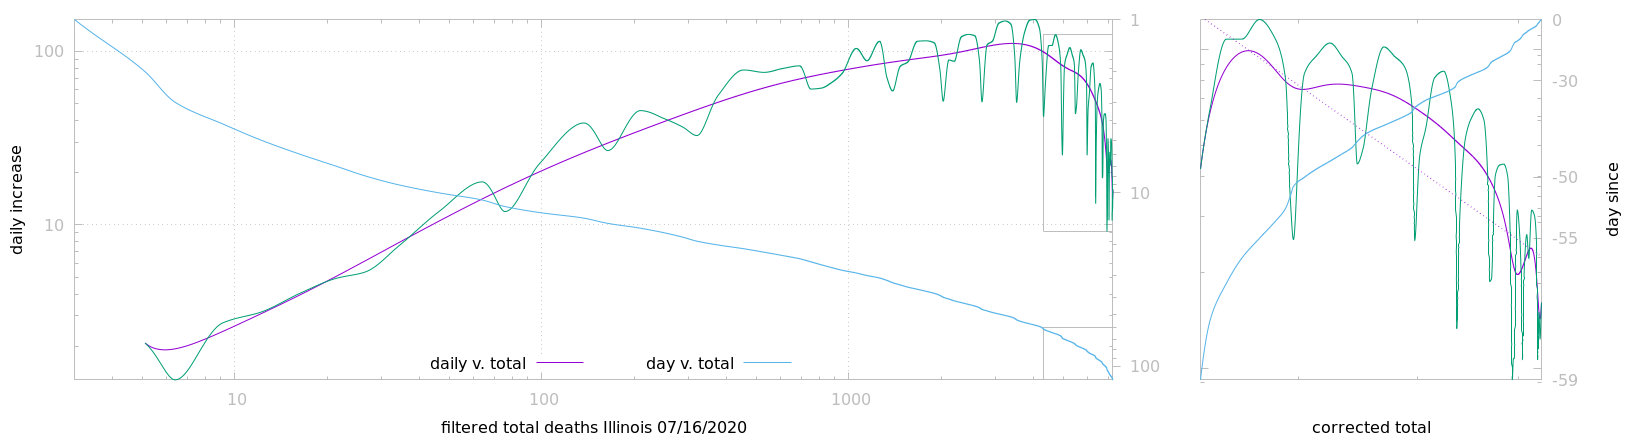 daily increase
100
10
daily v. total
day v. total
10
100
1000
filtered total deaths Illinois 07/16/2020
1
10
100
0
-30
-50
-55
-59
day since
corrected total